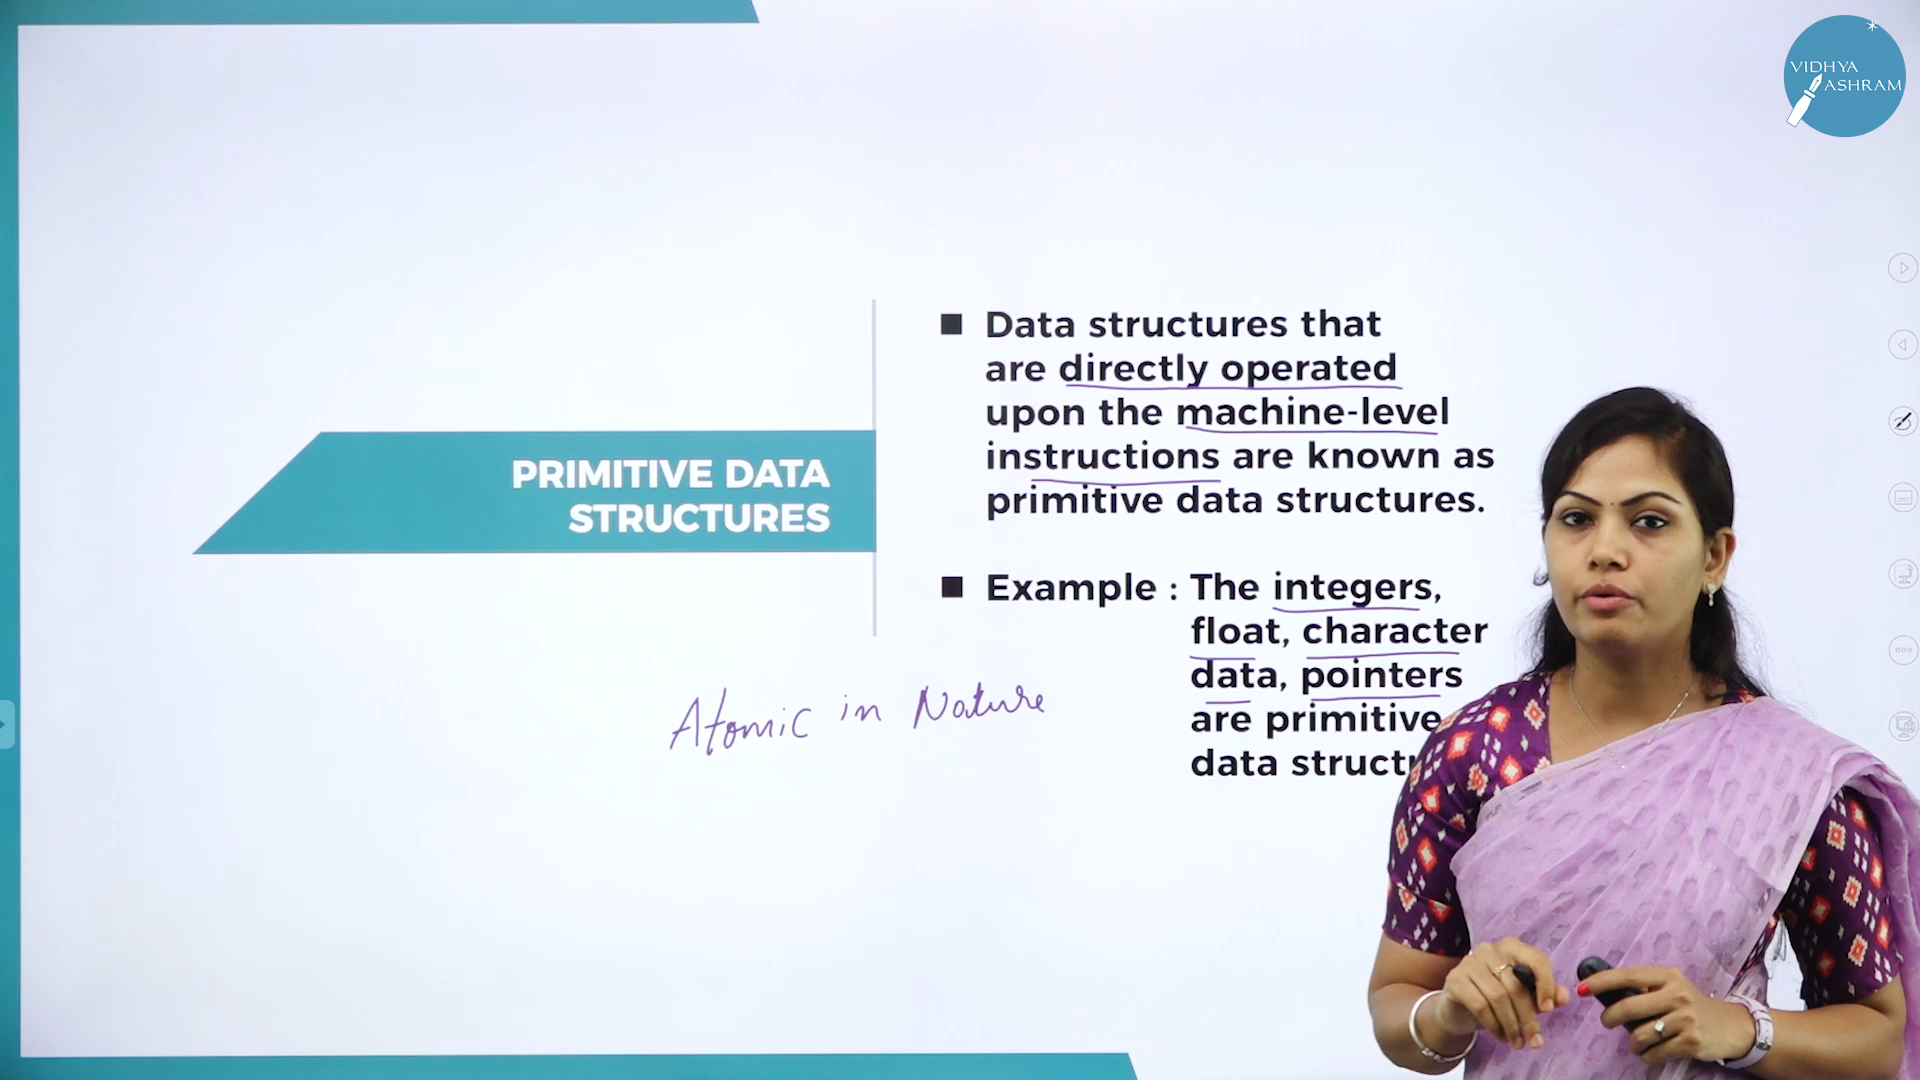 VIDHYA
ASHRAM
PRIMITIVE DATA
STRUCTURES
■ Data structures that
are directly operated
upon the machine-level
instructions are known as
primitive data structures.
■ Example : The integers,
float, character
data, pointers
are primitive
data
Atomic in Nature